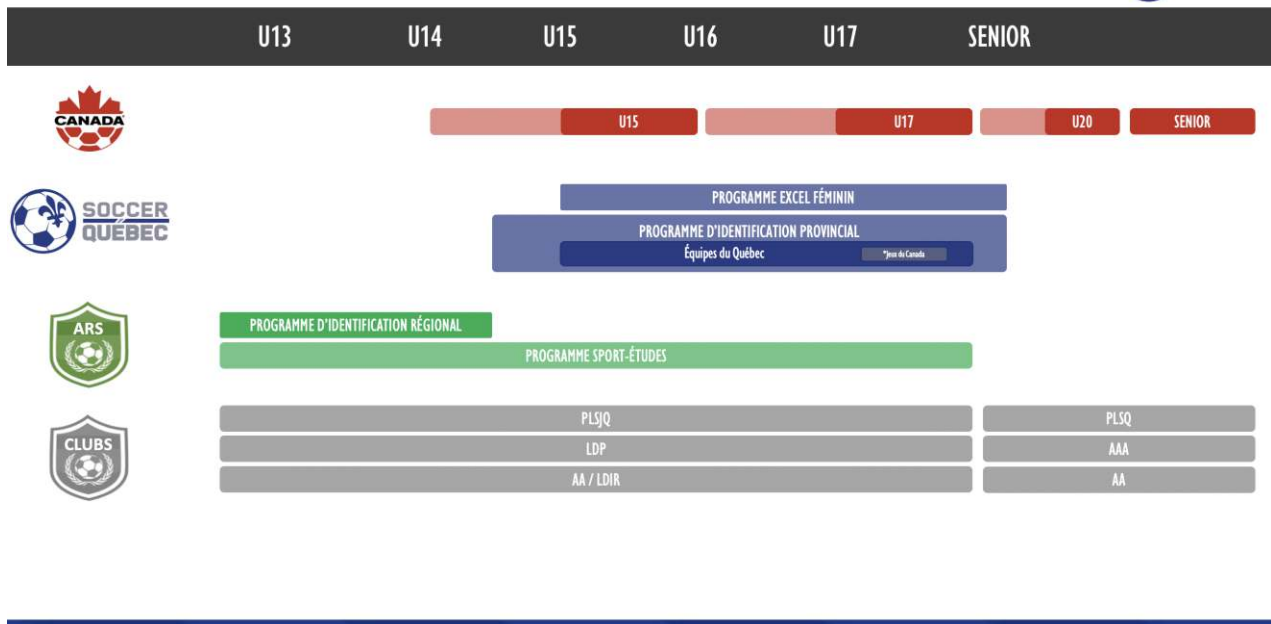 U13 U14 U15 U16 U17 SENIOR
CANADA
U15 U17 U20 SENIOR
SOCCER
QUÉBEC
PROGRAMME EXCEL FÉMININ
PROGRAMME D'IDENTIFICATION PROVINCIAL
Équipes du Québec *Jeux du Canada
ARS
PROGRAMME D'IDENTIFICATION RÉGIONAL
PROGRAMME SPORT-ÉTUDES
CLUBS
PLSJQ PLSQ
LDP AAA
AA / LDIR AA